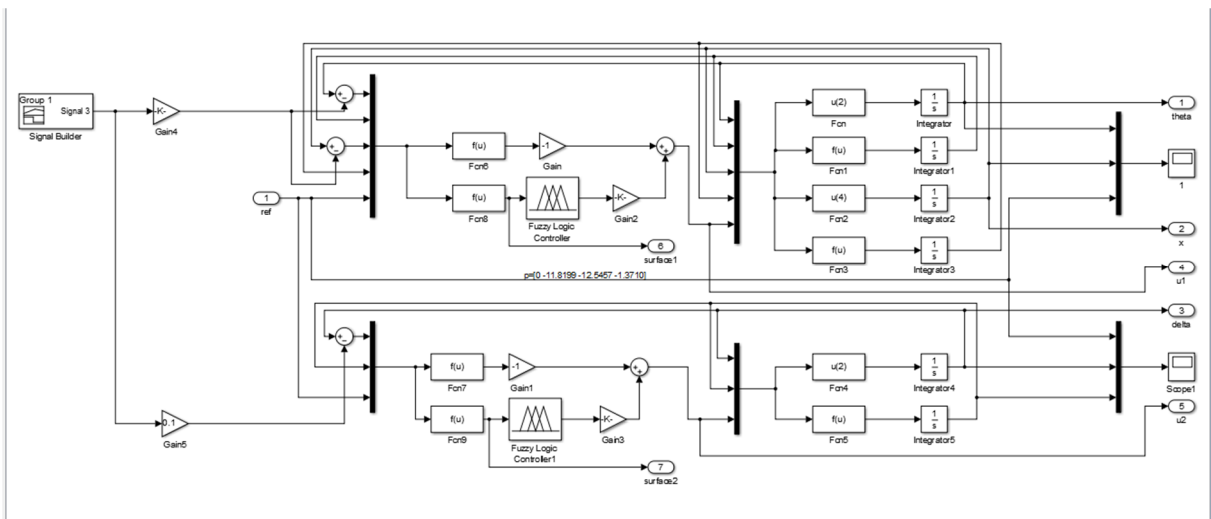 Group 1
Signal 3
Signal Builder
-K-
Gain4
1
ref
f(u)
Fcn6
-1
Gain
f(u)
Fcn8
Fuzzy Logic
Controller
-K-
Gain2
6
surface1
u(2)
Fcn
1
s
Integrator
f(u)
Fcn1
1
s
Integrator1
u(4)
Fcn2
1
s
Integrator2
f(u)
Fcn3
1
s
Integrator3
1
theta
1
2
x
4
u1
p=[0 -11.8199 -12.5457 -1.3710]
0.1
Gain5
f(u)
Fcn7
-1
Gain1
f(u)
Fcn9
Fuzzy Logic
Controller1
-K-
Gain3
7
surface2
u(2)
Fcn4
1
s
Integrator4
f(u)
Fcn5
1
s
Integrator5
3
delta
Scope1
5
u2